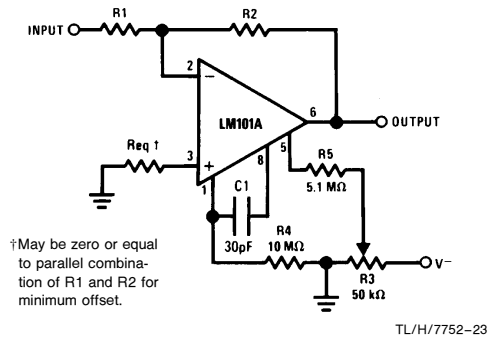 R1
R2
INPUT
2
−
LM101A
6
OUTPUT
Req †
3
+
5
8
1
R5
5.1 MΩ
C1
30pF
R4
10 MΩ
V−
R3
50 kΩ
†May be zero or equal
to parallel combina-
tion of R1 and R2 for
minimum offset.
TL/H/7752–23